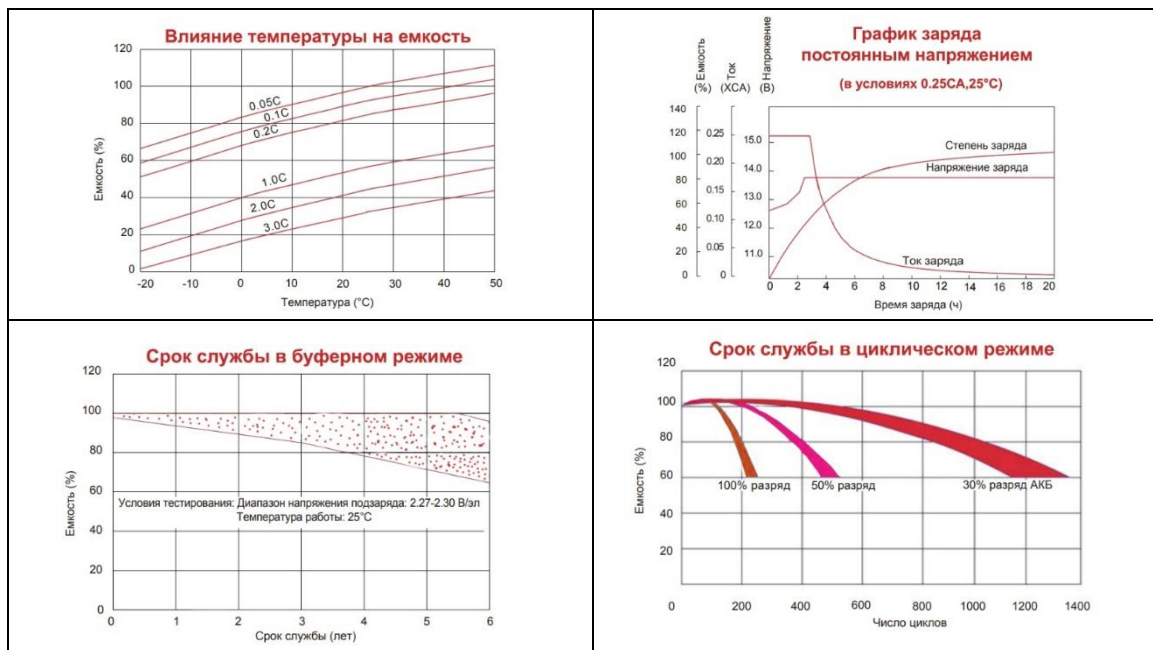 Влияние температуры на емкость
Емкость (%)
120
100
80
60
40
20
0
0.05C
0.1C
0.2C
1.0C
2.0C
3.0C
-20
-10
0
10
20
30
40
50
Температура (°C)
График заряда
постоянным напряжением
(в условиях 0.25CA,25°C)
(%) Емкость
Ток
(XCA)
(В) Напряжение
140
120
100
80
60
40
20
0
0.25
0.20
0.15
0.10
0.05
0
15.0
14.0
13.0
12.0
11.0
Степень заряда
Напряжение заряда
Ток заряда
0
2
4
6
8
10
12
14
16
18
20
Время заряда (ч)
Срок службы в буферном режиме
Емкость (%)
120
100
80
60
40
20
0
Условия тестирования: Диапазон напряжения подзаряда: 2.27-2.30 В/эл
Температура работы: 25°C
0
1
2
3
4
5
6
Срок службы (лет)
Срок службы в циклическом режиме
Емкость (%)
120
100
80
60
40
20
100% разряд
50% разряд
30% разряд АКБ
0
200
400
600
800
1000
1200
1400
Число циклов